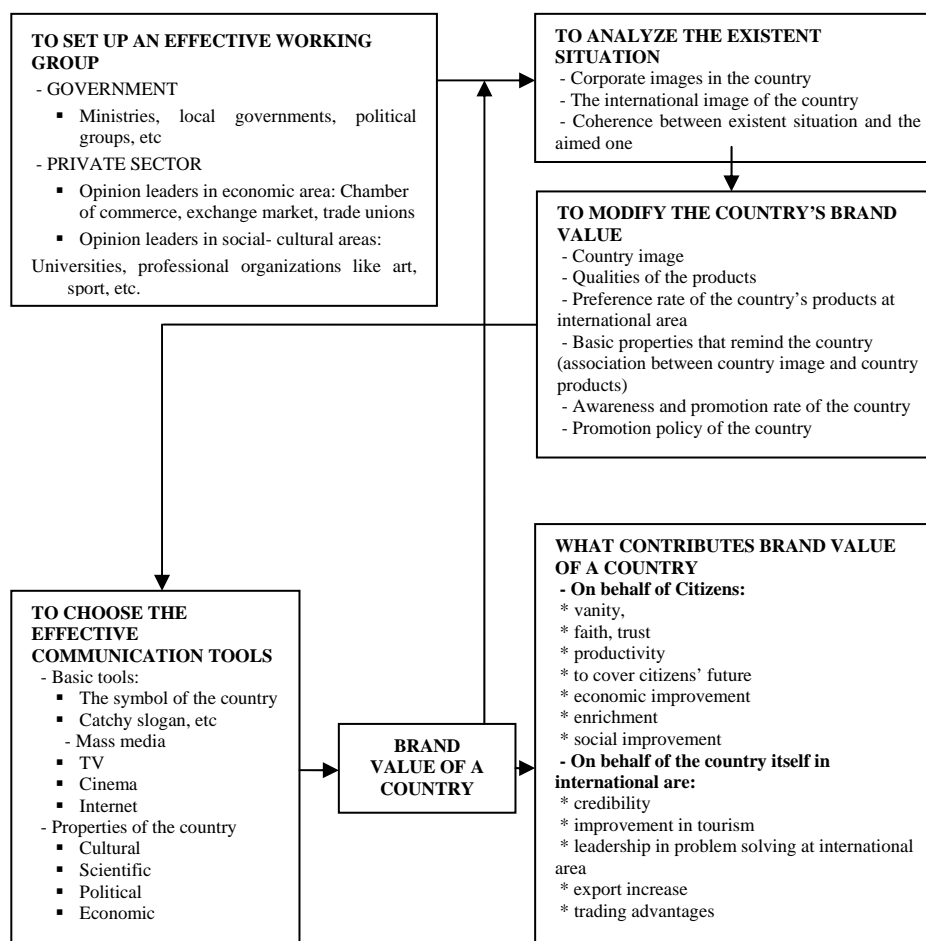 TO SET UP AN EFFECTIVE WORKING
GROUP
- GOVERNMENT
▪ Ministries, local governments, political
groups, etc
- PRIVATE SECTOR
▪ Opinion leaders in economic area: Chamber
of commerce, exchange market, trade unions
▪ Opinion leaders in social- cultural areas:
Universities, professional organizations like art,
sport, etc.
TO ANALYZE THE EXISTENT
SITUATION
- Corporate images in the country
- The international image of the country
- Coherence between existent situation and the
aimed one
TO MODIFY THE COUNTRY'S BRAND
VALUE
- Country image
- Qualities of the products
- Preference rate of the country's products at
international area
- Basic properties that remind the country
(association between country image and country
products)
- Awareness and promotion rate of the country
- Promotion policy of the country
TO CHOOSE THE
EFFECTIVE
COMMUNICATION TOOLS
- Basic tools:
▪ The symbol of the country
▪ Catchy slogan, etc
- Mass media
▪ TV
▪ Cinema
▪ Internet
- Properties of the country
▪ Cultural
▪ Scientific
▪ Political
▪ Economic
BRAND
VALUE OF A
COUNTRY
WHAT CONTRIBUTES BRAND VALUE
OF A COUNTRY
- On behalf of Citizens:
* vanity,
* faith, trust
* productivity
* to cover citizens' future
* economic improvement
* enrichment
* social improvement
- On behalf of the country itself in
international are:
* credibility
* improvement in tourism
* leadership in problem solving at international
area
* export increase
* trading advantages